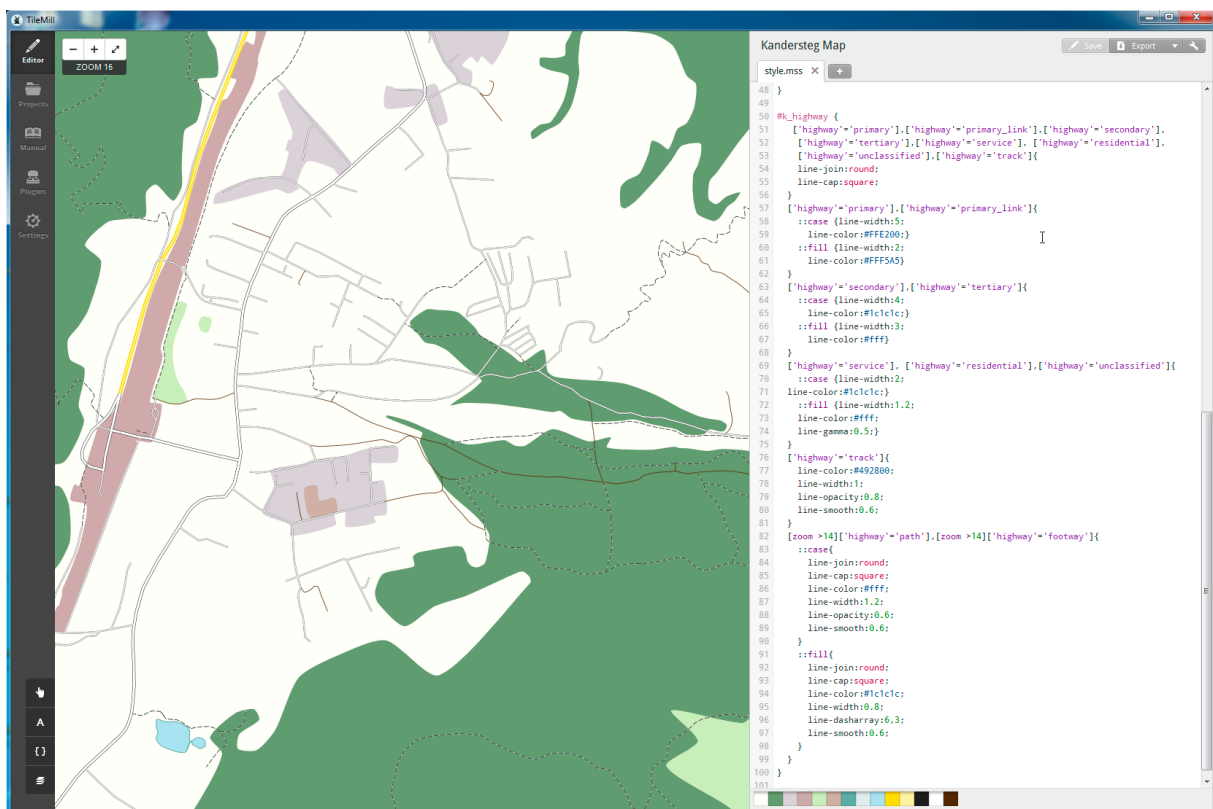 TileMill
Editor
Projects
Manual
Plugins
Settings
ZOOM 16
A
{ }
Kandersteg Map
Save
Export
style.mss
48 }
49
50 #k_highway {
51 ['highway'='primary'],['highway'='primary_link'],['highway'='secondary'],
52 ['highway'='tertiary'],['highway'='service'], ['highway'='residential'],
53 ['highway'='unclassified'],['highway'='track']{
54 line-join:round;
55 line-cap:square;
56 }
57 ['highway'='primary'],['highway'='primary_link']{
58 ::case {line-width:5;
59 line-color:#FFE200;}
60 ::fill {line-width:2;
61 line-color:#FFF5A5}
62 }
63 ['highway'='secondary'],['highway'='tertiary']{
64 ::case {line-width:4;
65 line-color:#1c1c1c;}
66 ::fill {line-width:3;
67 line-color:#fff}
68 }
69 ['highway'='service'], ['highway'='residential'],['highway'='unclassified']{
70 ::case {line-width:2;
71 line-color:#1c1c1c;}
72 ::fill {line-width:1.2;
73 line-color:#fff;
74 line-gamma:0.5;}
75 }
76 ['highway'='track']{
77 line-color:#492800;
78 line-width:1;
79 line-opacity:0.8;
80 line-smooth:0.6;
81 }
82 [zoom >14]['highway'='path'],[zoom >14]['highway'='footway']{
83 ::case{
84 line-join:round;
85 line-cap:square;
86 line-color:#fff;
87 line-width:1.2;
88 line-opacity:0.6;
89 line-smooth:0.6;
90 }
91 ::fill{
92 line-join:round;
93 line-cap:square;
94 line-color:#1c1c1c;
95 line-width:0.8;
96 line-dasharray:6,3;
97 line-smooth:0.6;
98 }
99 }
100 }
101